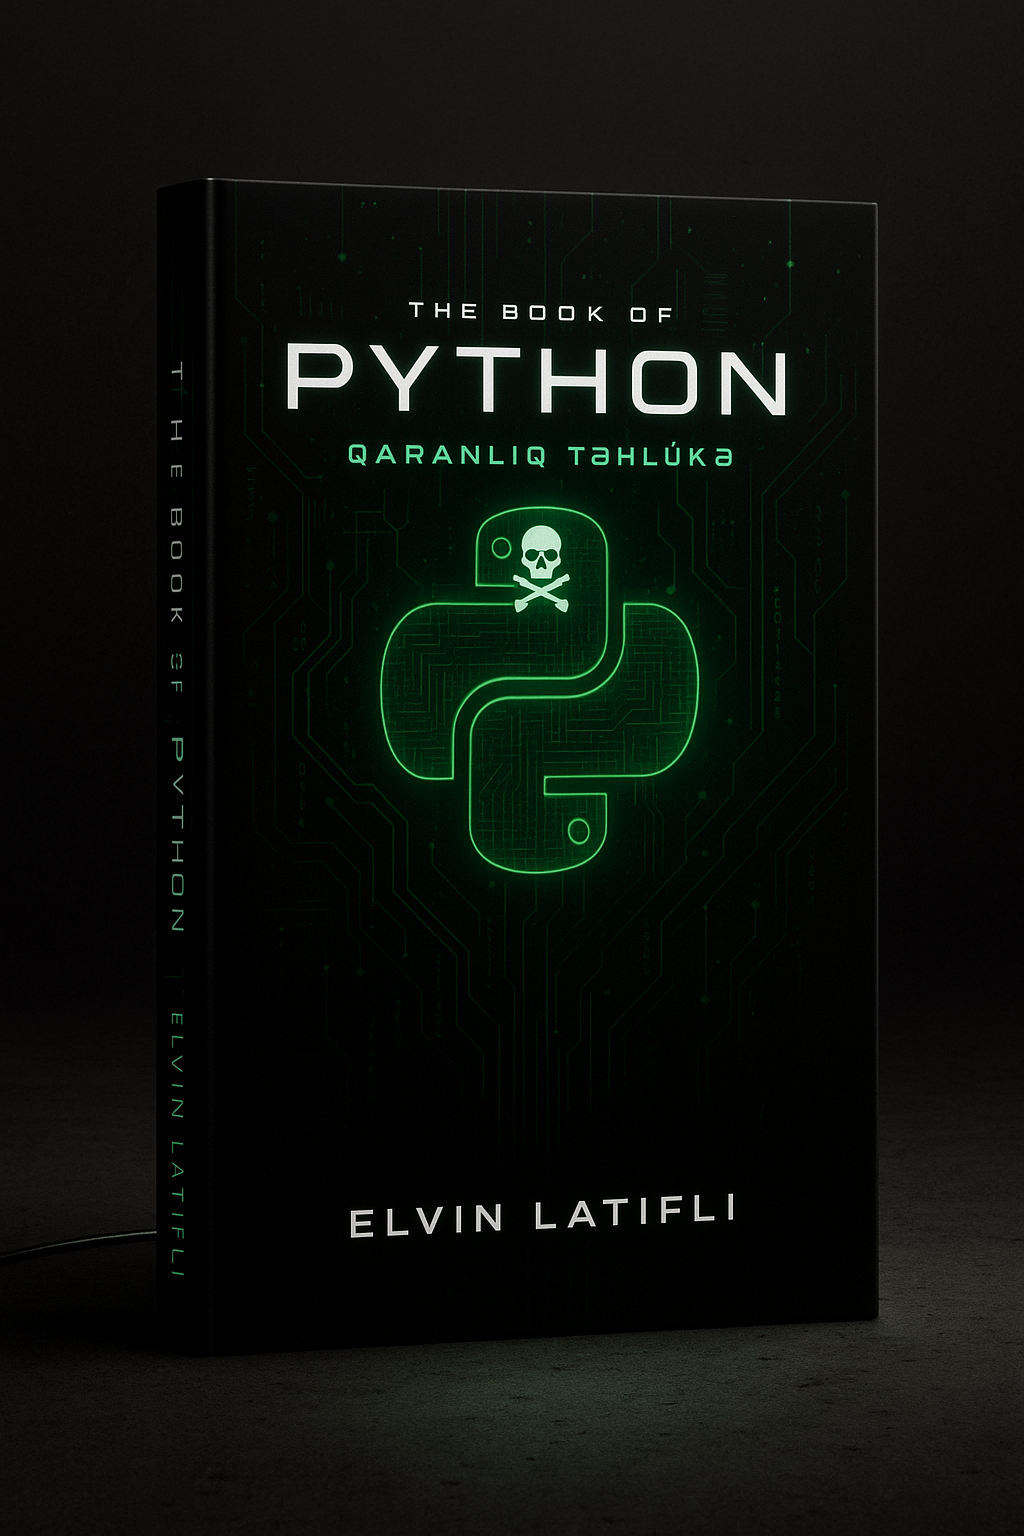 THE BOOK OF
PYTHON
QARANLIQ TƏHLÚKƏ
ELVIN LATIFLI
THE BOOK OF PYTHON
ELVIN LATIFLI